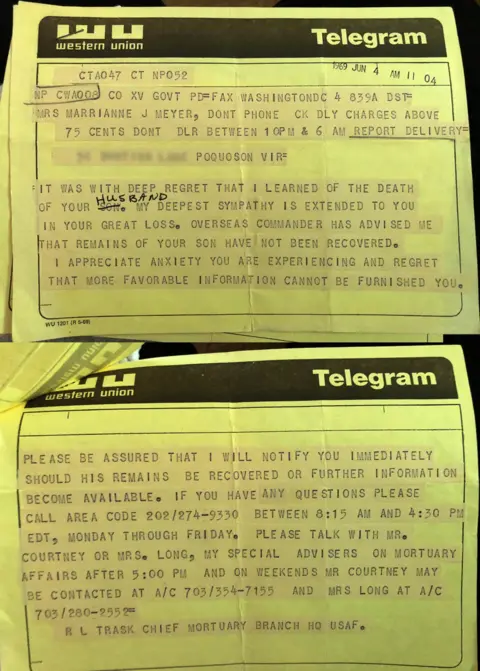 western union
Telegram
1969 JUN 4 AM 11 04
CTA047 CT NP052
NP CWA008 CO XV GOVT PD=FAX WASHINGTONDC 4 839A DST=
MRS MARRIANNE J MEYER, DONT PHONE CK DLY CHARGES ABOVE
75 CENTS DONT DLR BETWEEN 10PM & 6 AM REPORT DELIVERY=
POQUOSON VIR=
IT WAS WITH DEEP REGRET THAT I LEARNED OF THE DEATH
HUSBAND
OF YOUR SON. MY DEEPEST SYMPATHY IS EXTENDED TO YOU
IN YOUR GREAT LOSS. OVERSEAS COMMANDER HAS ADVISED ME
THAT REMAINS OF YOUR SON HAVE NOT BEEN RECOVERED.
I APPRECIATE ANXIETY YOU ARE EXPERIENCING AND REGRET
THAT MORE FAVORABLE INFORMATION CANNOT BE FURNISHED YOU.
WU 1201 (R 5-69)
western union
Telegram
PLEASE BE ASSURED THAT I WILL NOTIFY YOU IMMEDIATELY
SHOULD HIS REMAINS BE RECOVERED OR FURTHER INFORMATION
BECOME AVAILABLE. IF YOU HAVE ANY QUESTIONS PLEASE
CALL AREA CODE 202/274-9330 BETWEEN 8:15 AM AND 4:30 PM
EDT, MONDAY THROUGH FRIDAY. PLEASE TALK WITH MR.
COURTNEY OR MRS. LONG, MY SPECIAL ADVISERS ON MORTUARY
AFFAIRS AFTER 5:00 PM AND ON WEEKENDS MR COURTNEY MAY
BE CONTACTED AT A/C 703/354-7155 AND MRS LONG AT A/C
703/280-2552=
R L TRASK CHIEF MORTUARY BRANCH HQ USAF.